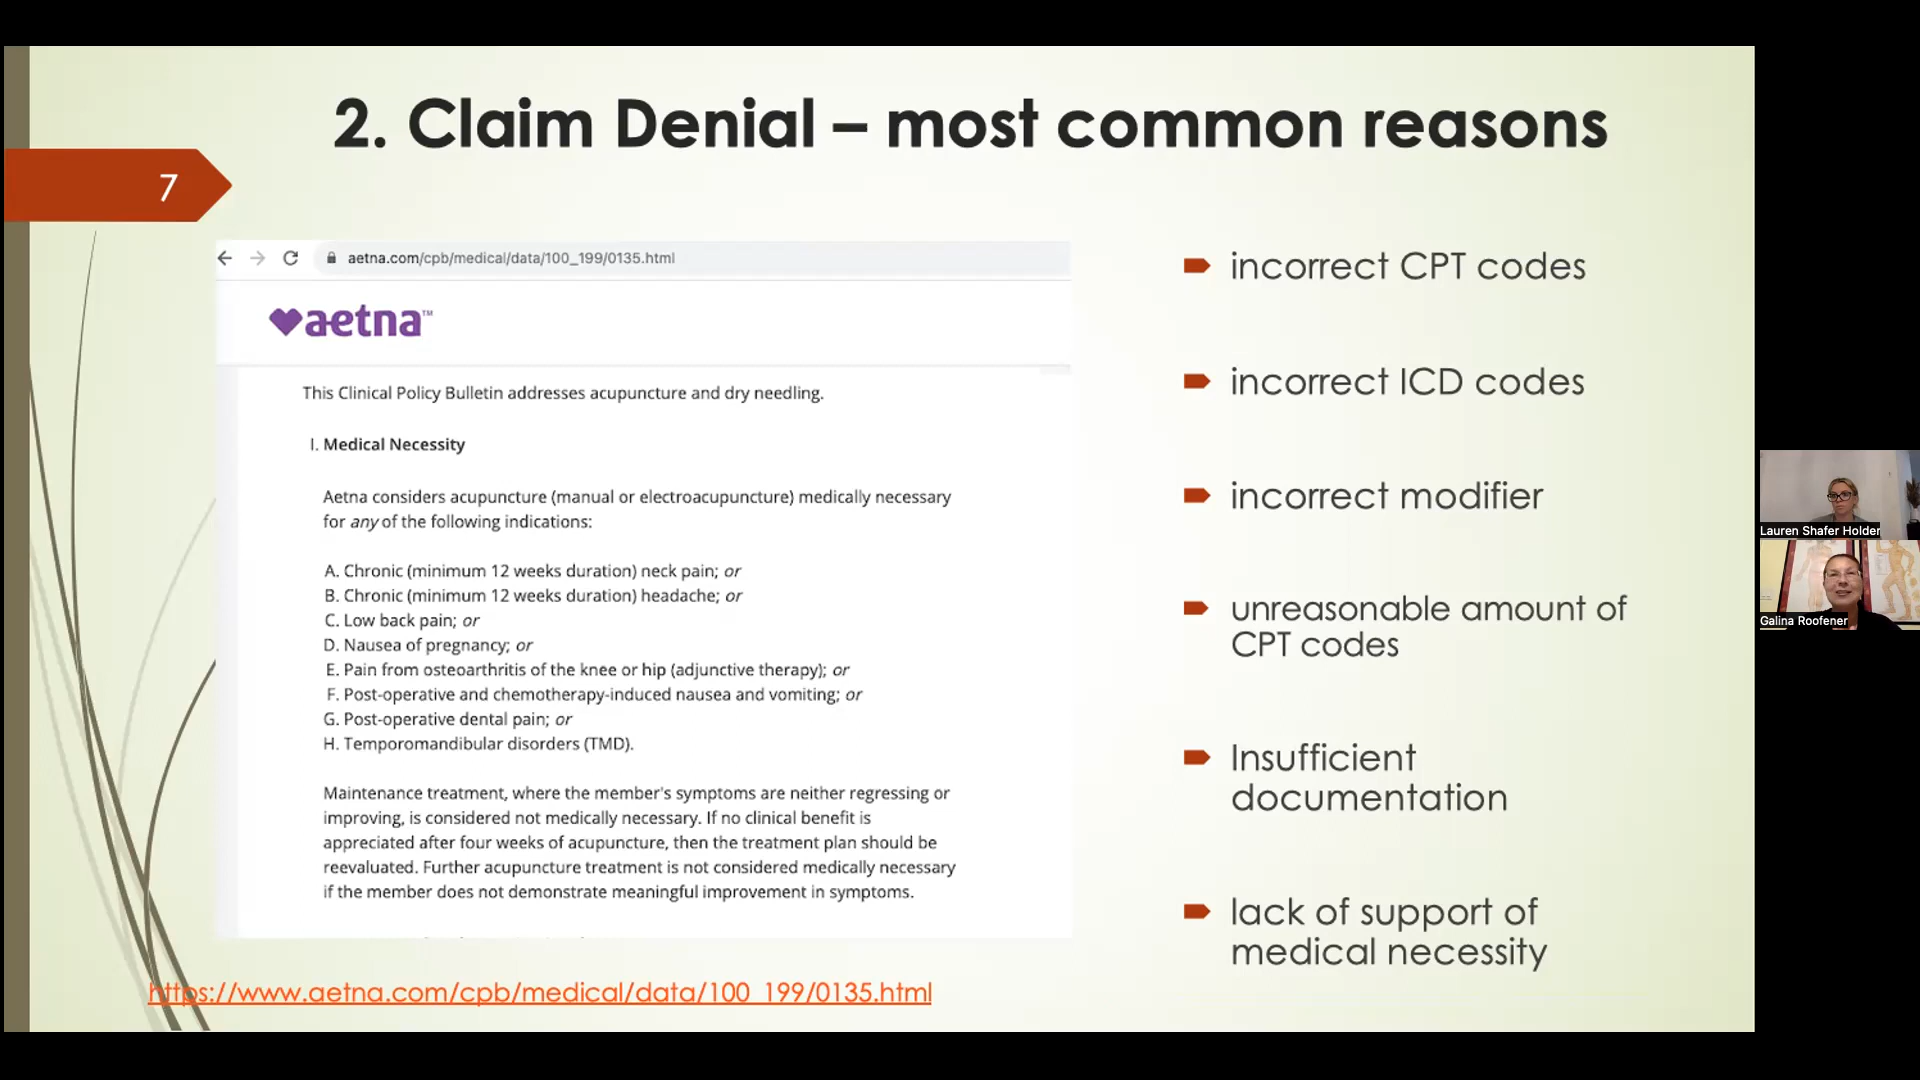 2. Claim Denial – most common reasons
7
aetna.com/cpb/medical/data/100_199/0135.html
aetna™
This Clinical Policy Bulletin addresses acupuncture and dry needling.
I. Medical Necessity
Aetna considers acupuncture (manual or electroacupuncture) medically necessary
for any of the following indications:
A. Chronic (minimum 12 weeks duration) neck pain; or
B. Chronic (minimum 12 weeks duration) headache; or
C. Low back pain; or
D. Nausea of pregnancy; or
E. Pain from osteoarthritis of the knee or hip (adjunctive therapy); or
F. Post-operative and chemotherapy-induced nausea and vomiting; or
G. Post-operative dental pain; or
H. Temporomandibular disorders (TMD).
Maintenance treatment, where the member's symptoms are neither regressing or
improving, is considered not medically necessary. If no clinical benefit is
appreciated after four weeks of acupuncture, then the treatment plan should be
reevaluated. Further acupuncture treatment is not considered medically necessary
if the member does not demonstrate meaningful improvement in symptoms.
https://www.aetna.com/cpb/medical/data/100_199/0135.html
incorrect CPT codes
incorrect ICD codes
incorrect modifier
unreasonable amount of
CPT codes
Insufficient
documentation
lack of support of
medical necessity
Lauren Shafer Holder
Galina Roofener